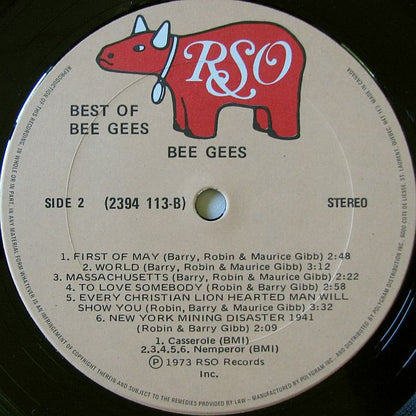 RSO
BEST OF
BEE GEES
BEE GEES
SIDE 2 (2394 113-B)
STEREO
1. FIRST OF MAY (Barry, Robin & Maurice Gibb) 2:48
2. WORLD (Barry, Robin & Maurice Gibb) 3:12
3. MASSACHUSETTS (Barry, Robin & Maurice Gibb) 2:22
4. TO LOVE SOMEBODY (Robin & Barry Gibb) 2:58
5. EVERY CHRISTIAN LION HEARTED MAN WILL
SHOW YOU (Robin, Barry & Maurice Gibb) 3:32
6. NEW YORK MINING DISASTER 1941
(Robin & Barry Gibb) 2:09
1. Casserole (BMI)
2,3,4,5,6. Nemperor (BMI)
Ⓟ 1973 RSO Records
Inc.